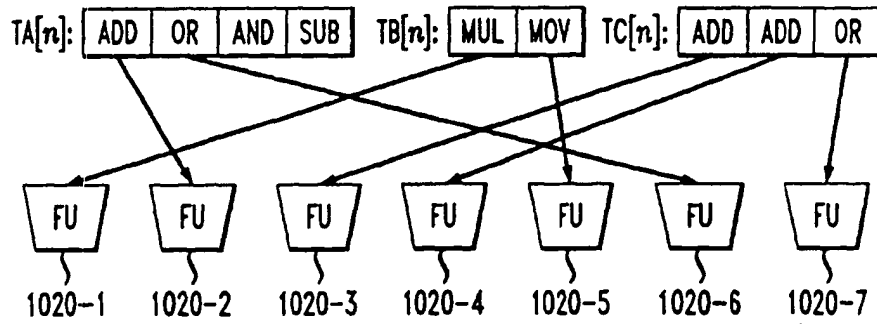 TA[n]: ADD OR AND SUB TB[n]: MUL MOV TC[n]: ADD ADD OR
FU FU FU FU FU FU FU
1020-1 1020-2 1020-3 1020-4 1020-5 1020-6 1020-7